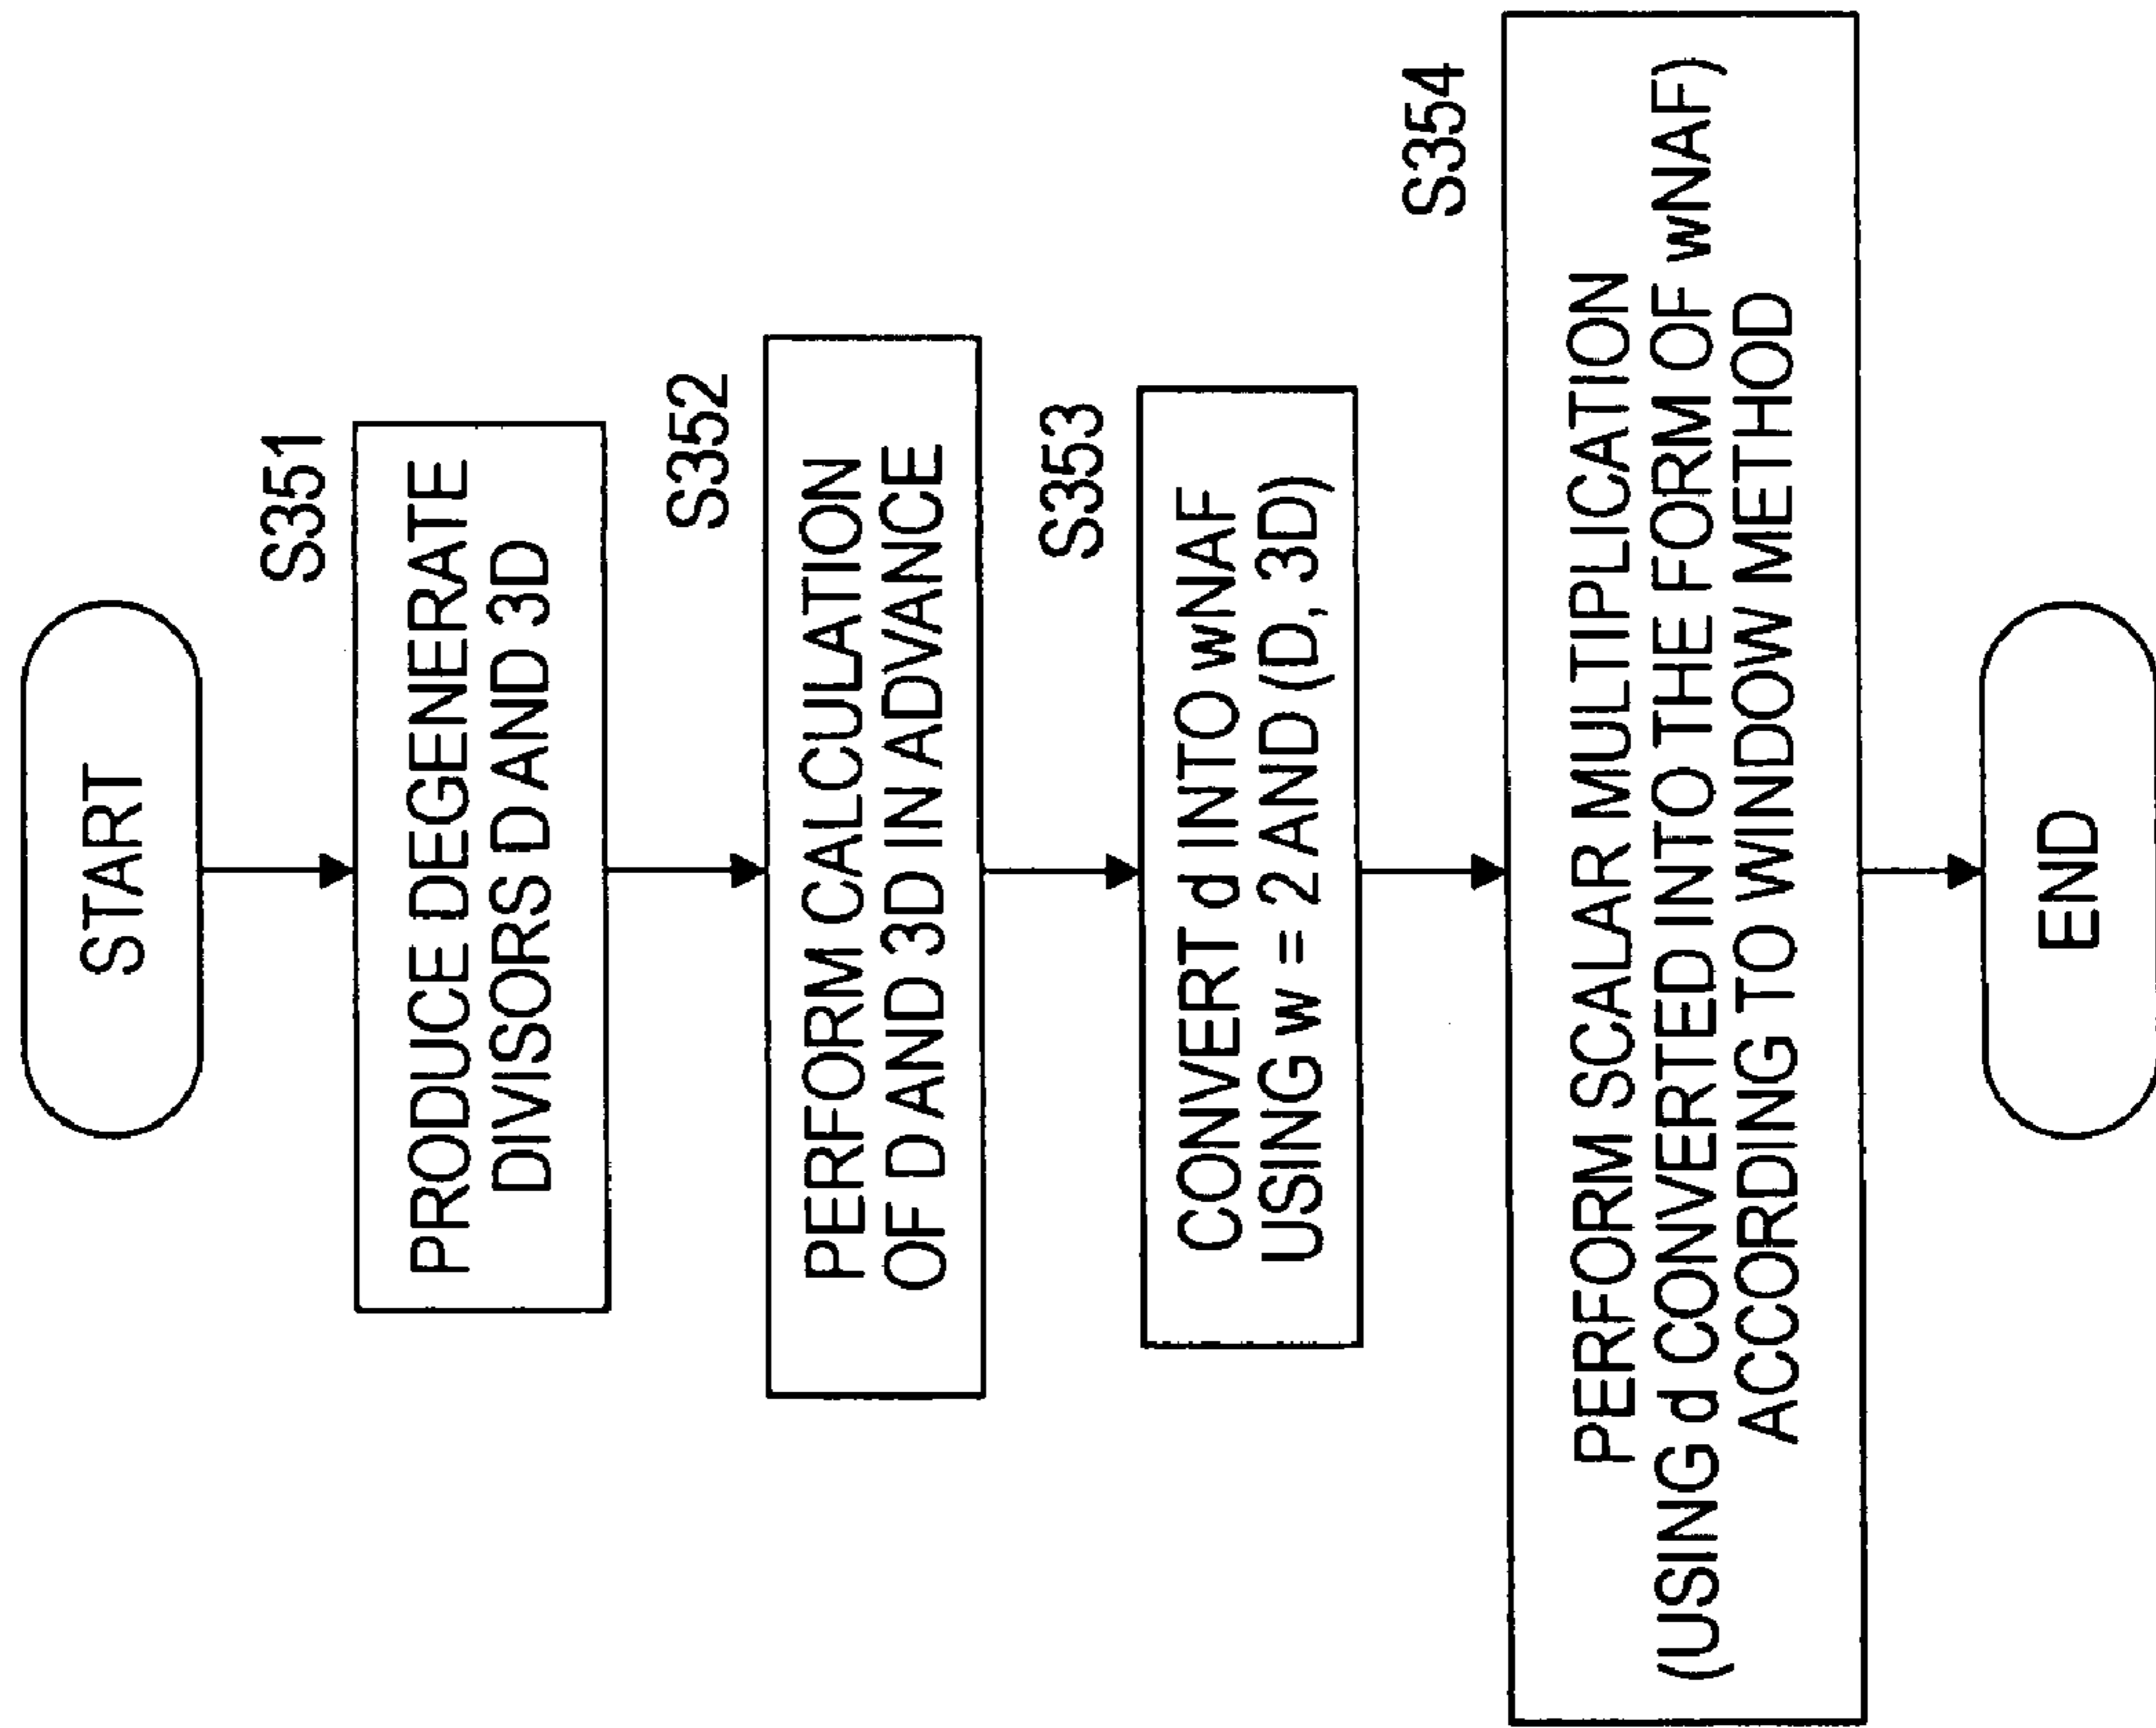 START
S351
PRODUCE DEGENERATE
DIVISORS D AND 3D
S352
PERFORM CALCULATION
OF D AND 3D IN ADVANCE
S353
CONVERT d INTO wNAF
USING w = 2 AND (D, 3D)
S354
PERFORM SCALAR MULTIPLICATION
(USING d CONVERTED INTO THE FORM OF wNAF)
ACCORDING TO WINDOW METHOD
END